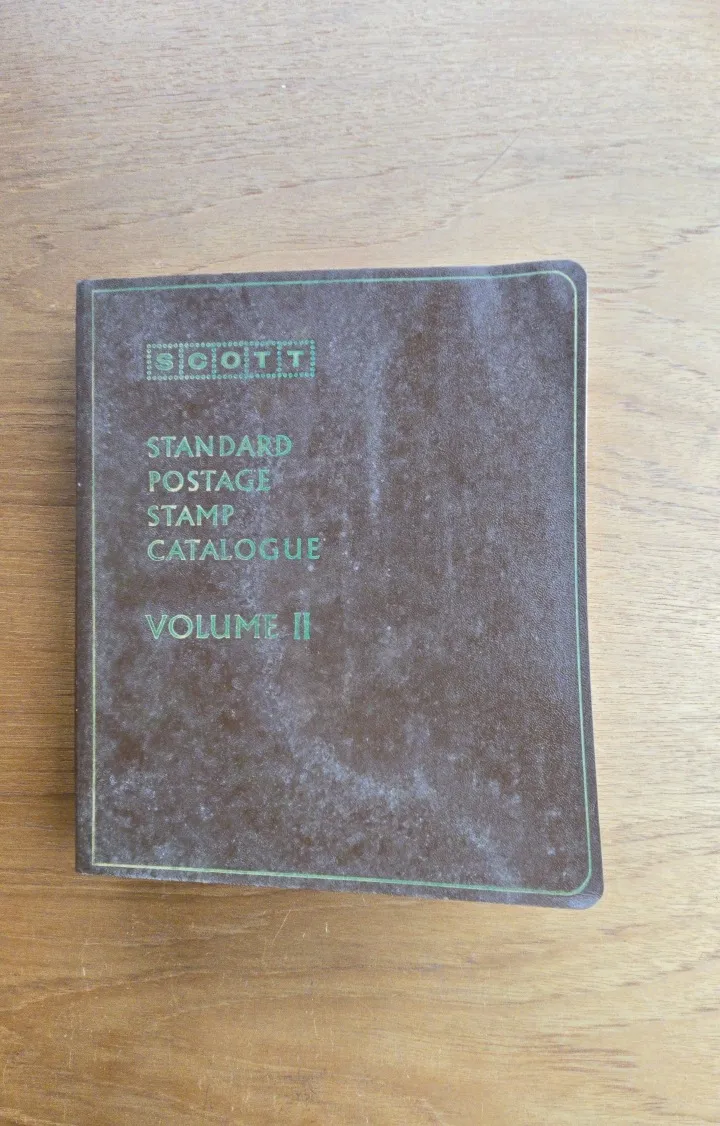 SCOTT
STANDARD
POSTAGE
STAMP
CATALOGUE
VOLUME II